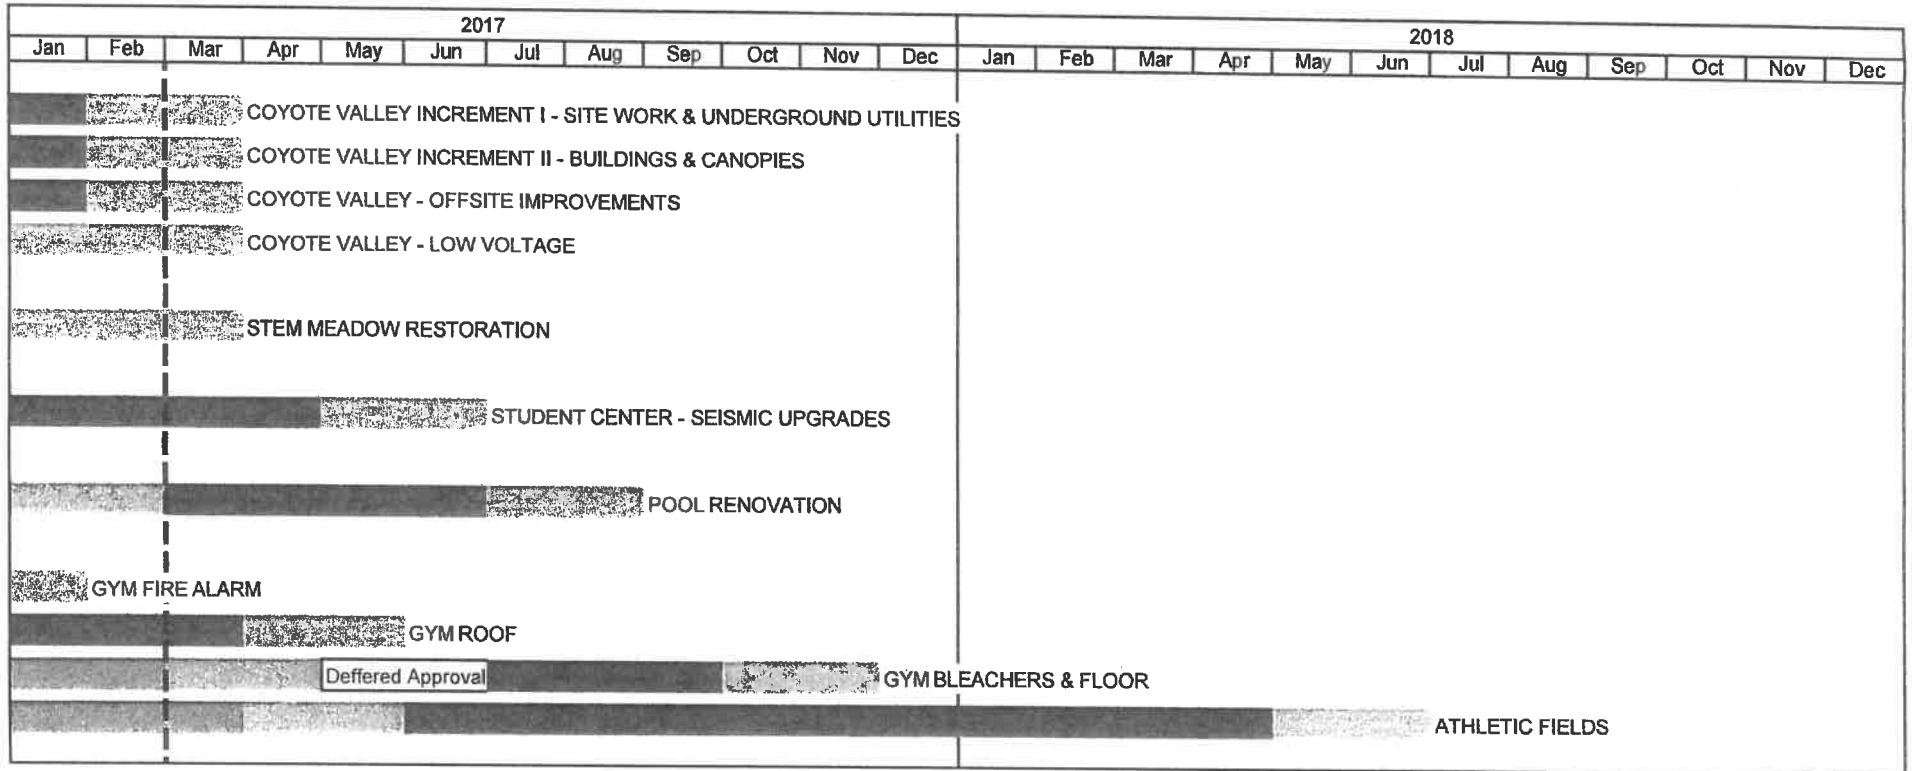 2017
2018
Jan Feb Mar Apr May Jun Jul Aug Sep Oct Nov Dec Jan Feb Mar Apr May Jun Jul Aug Sep Oct Nov Dec
COYOTE VALLEY INCREMENT I - SITE WORK & UNDERGROUND UTILITIES
COYOTE VALLEY INCREMENT II - BUILDINGS & CANOPIES
COYOTE VALLEY - OFFSITE IMPROVEMENTS
COYOTE VALLEY - LOW VOLTAGE
STEM MEADOW RESTORATION
STUDENT CENTER - SEISMIC UPGRADES
POOL RENOVATION
GYM FIRE ALARM
GYM ROOF
Deffered Approval GYM BLEACHERS & FLOOR
ATHLETIC FIELDS